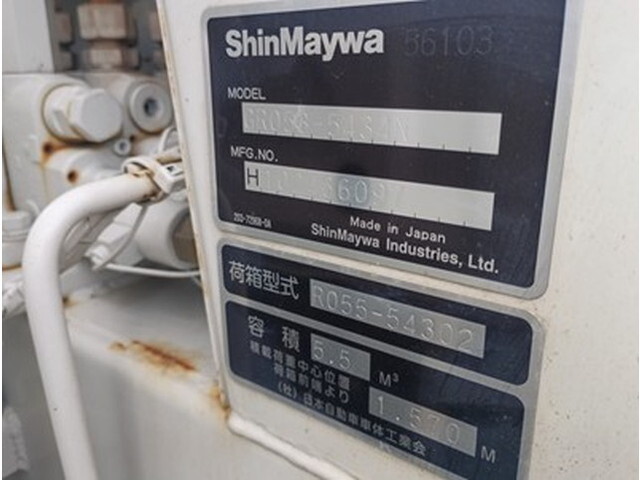 ShinMaywa 56103
MODEL
MFG.NO.
H
Made in Japan
ShinMaywa Industries, Ltd.
荷箱型式 R055-54302
容積 5.5 M³
積載荷重中心位置
荷箱前端より 1.570 M
(社)日本自動車車体工業会